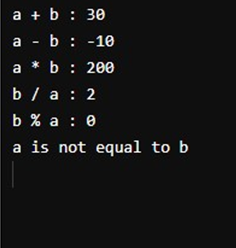 a + b : 30
a - b : -10
a * b : 200
b / a : 2
b % a : 0
a is not equal to b